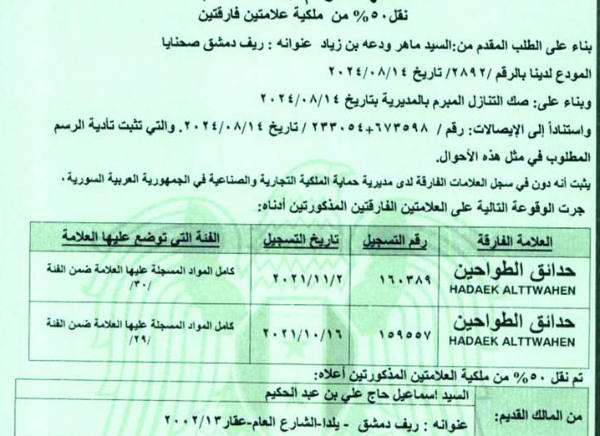 نقل ٥٠% من ملكية علامتين فارقتين
بناء على الطلب المقدم من:السيد ماهر ودعه بن زياد عنوانه : ريف دمشق صحنايا
المودع لدينا بالرقم /٢٨٩٢/ تاريخ ٢٠٢٤/٠٨/١٤
وبناء على: صك التنازل المبرم بالمديرية بتاريخ ٢٠٢٤/٠٨/١٤
واستناداً إلى الإيصالات: رقم / ٦٧٣٥٩٨+٢٣٣٠٥٤ / تاريخ ٢٠٢٤/٠٨/١٤. والتي تثبت تأدية الرسم
المطلوب في مثل هذه الأحوال.
يثبت أنه دون في سجل العلامات الفارقة لدى مديرية حماية الملكية التجارية والصناعية في الجمهورية العربية السورية،
جرت الوقوعة التالية على العلامتين الفارقتين المذكورتين أدناه:
العلامة الفارقة رقم التسجيل تاريخ التسجيل الفئة التي توضع عليها العلامة
حدائق الطواحين ١٦٠٣٨٩ ٢٠٢١/١١/٢ كامل المواد المسجلة عليها العلامة ضمن الفئة
HADAEK ALTTWAHEN /٣٠/
حدائق الطواحين ١٥٩٥٥٧ ٢٠٢١/١٠/١٦ كامل المواد المسجلة عليها العلامة ضمن الفئة
HADAEK ALTTWAHEN /٢٩/
تم نقل ٥٠% من ملكية العلامتين المذكورتين أعلاه:
من المالك القديم: السيد اسماعيل حاج علي بن عبد الحكيم
عنوانه : ريف دمشق - يلدا-الشارع العام-عقار٢٠٠٢/١٣